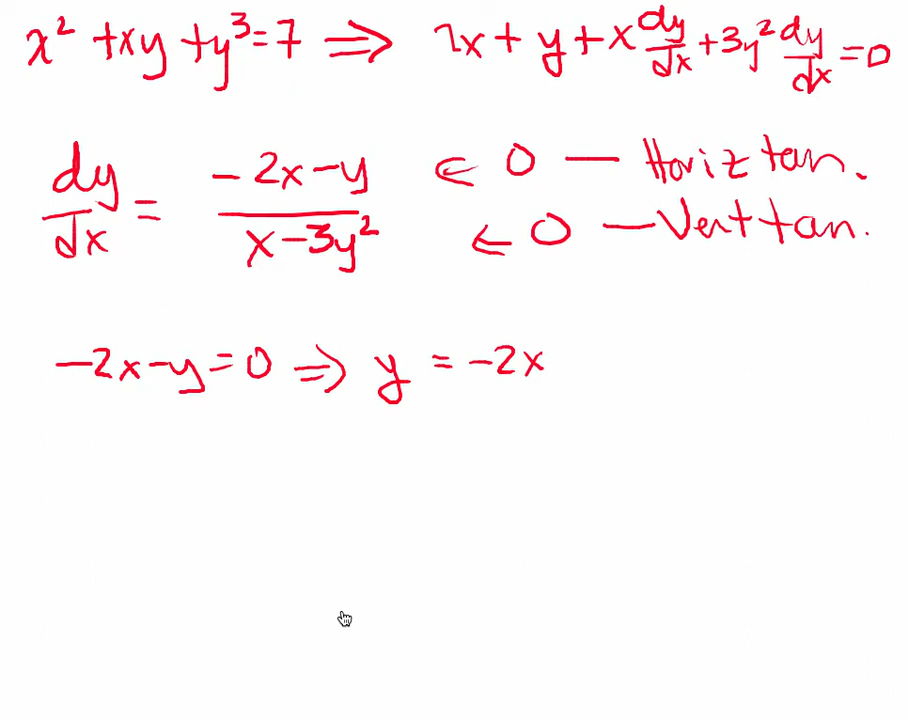 x² + xy + y³ = 7 ⇒ 2x + y + x dy/dx + 3y² dy/dx = 0
dy/dx = (-2x-y)/(x-3y²)
← 0 — Horiz tan.
← 0 — Vert tan.
-2x-y=0 ⇒ y = -2x